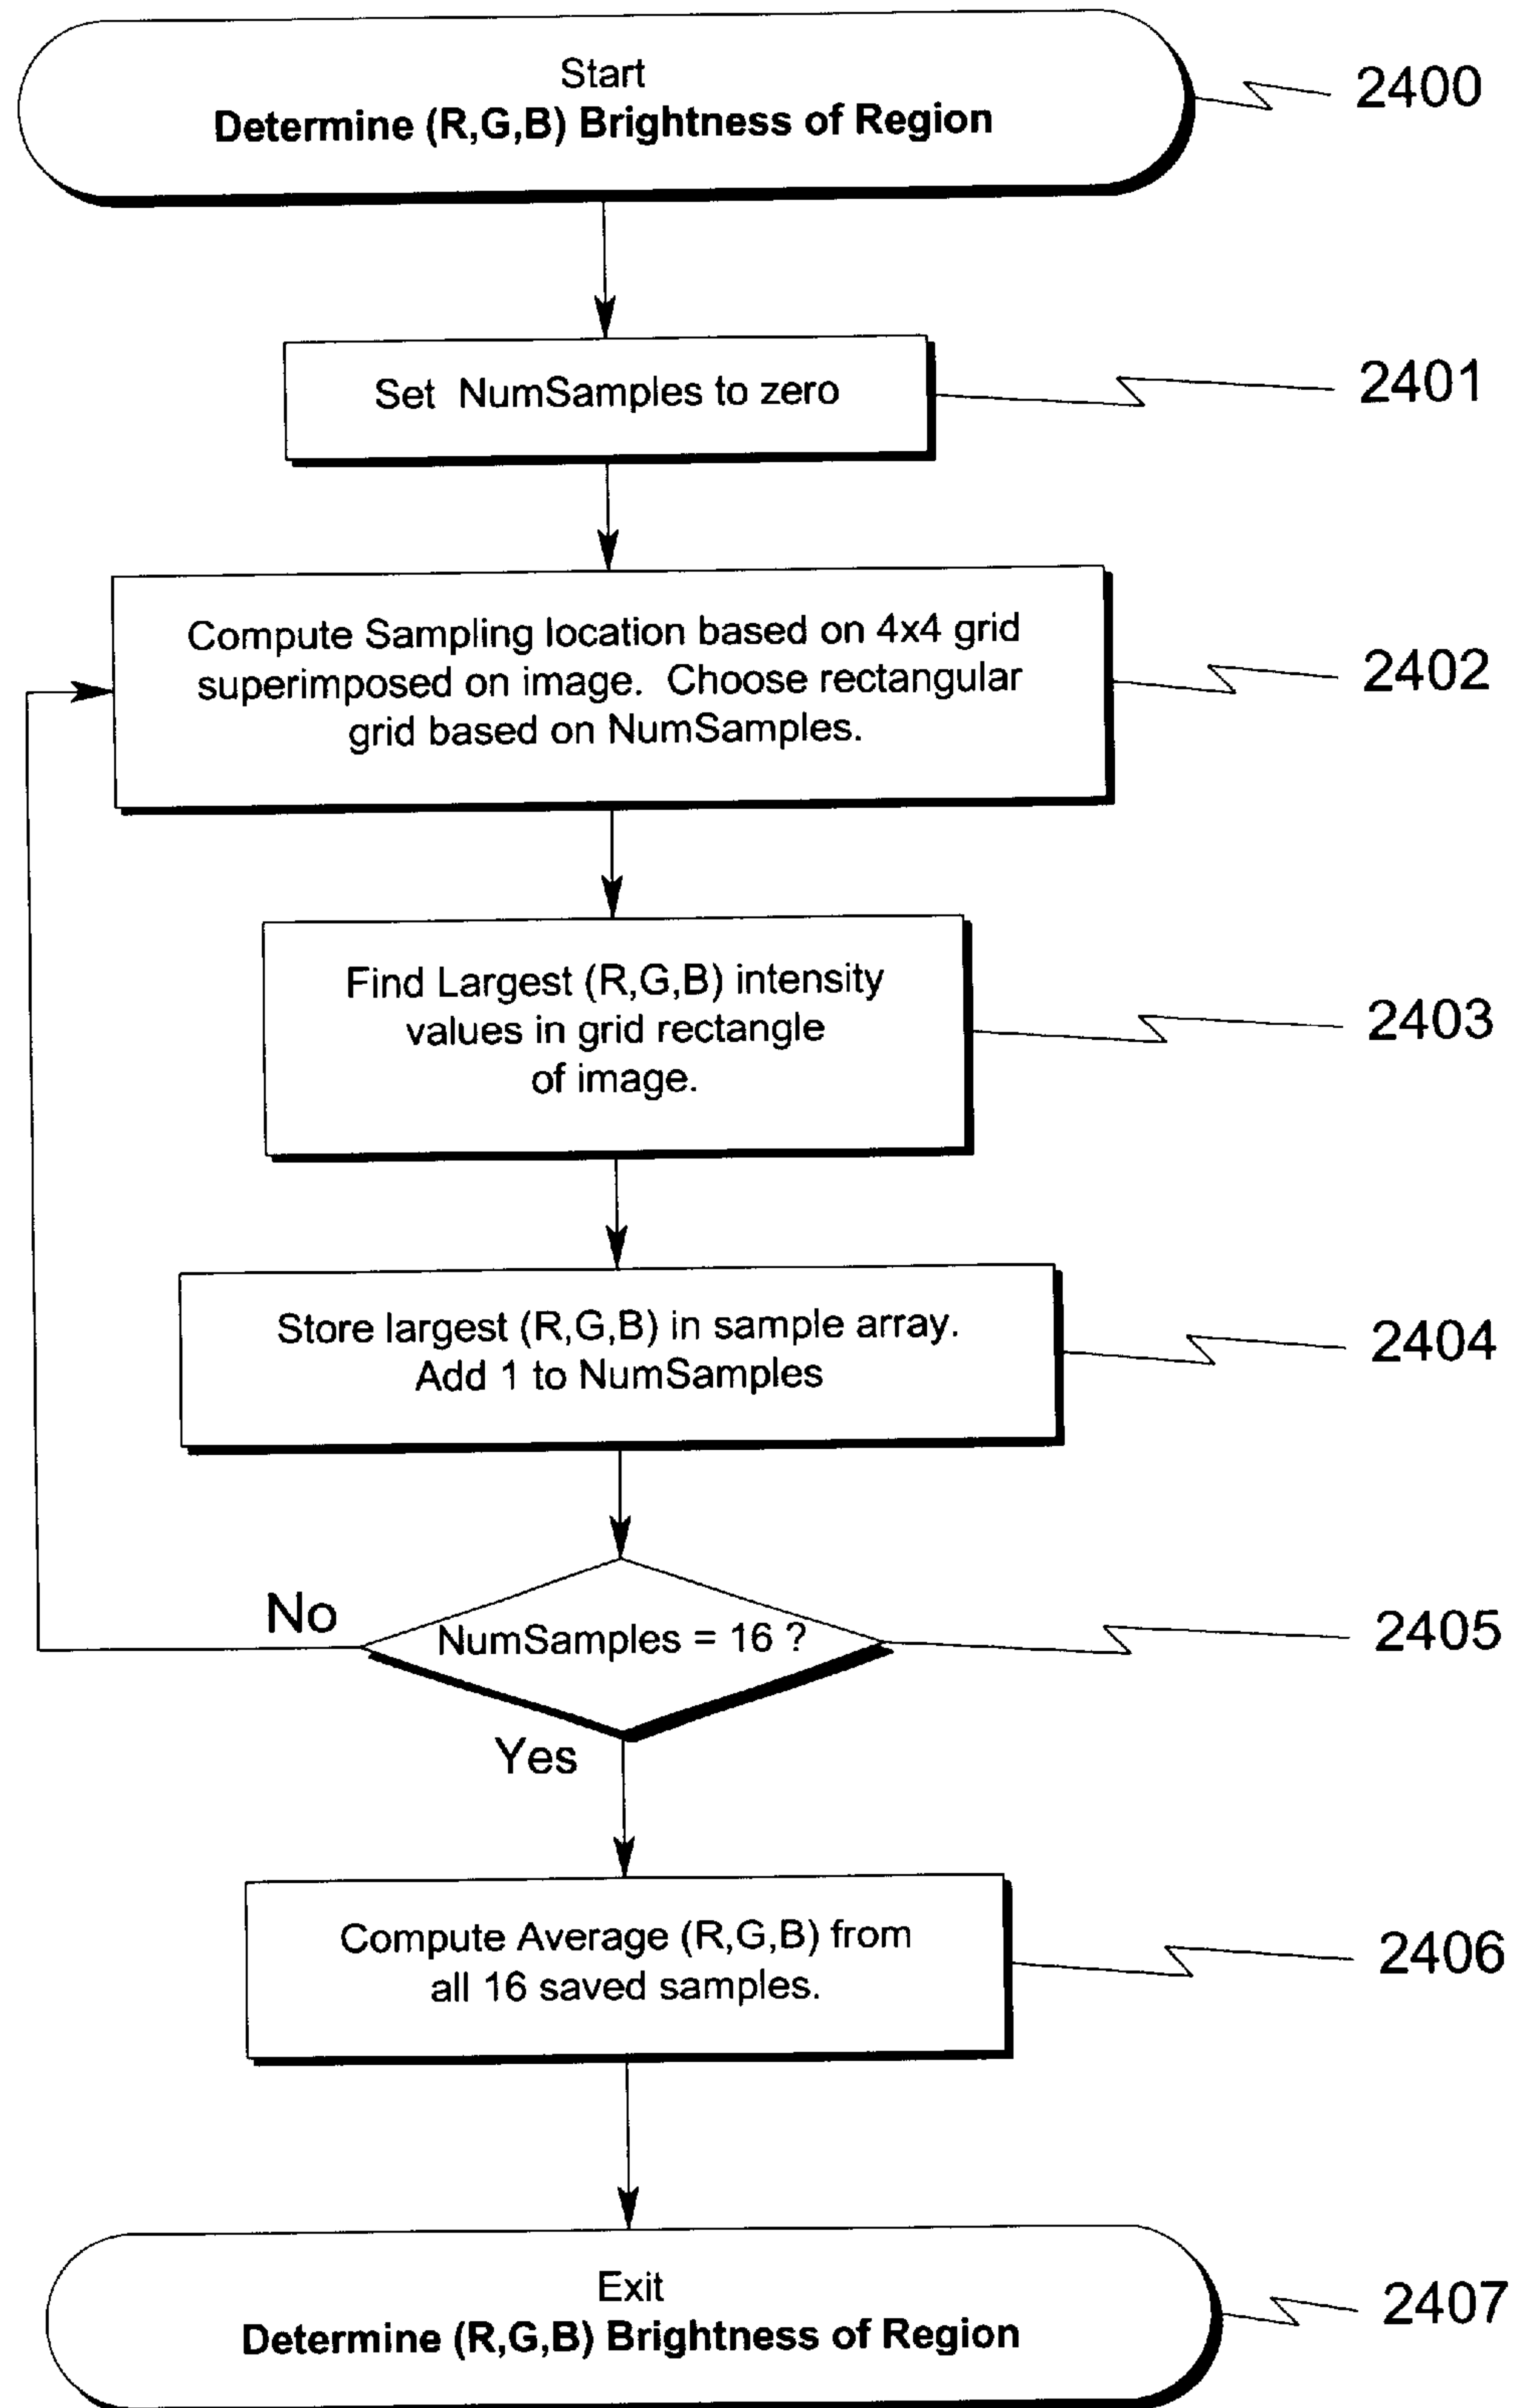 Start
Determine (R,G,B) Brightness of Region
2400
Set NumSamples to zero
2401
Compute Sampling location based on 4x4 grid
superimposed on image. Choose rectangular
grid based on NumSamples.
2402
Find Largest (R,G,B) intensity
values in grid rectangle
of image.
2403
Store largest (R,G,B) in sample array.
Add 1 to NumSamples
2404
No
NumSamples = 16 ?
2405
Yes
Compute Average (R,G,B) from
all 16 saved samples.
2406
Exit
Determine (R,G,B) Brightness of Region
2407